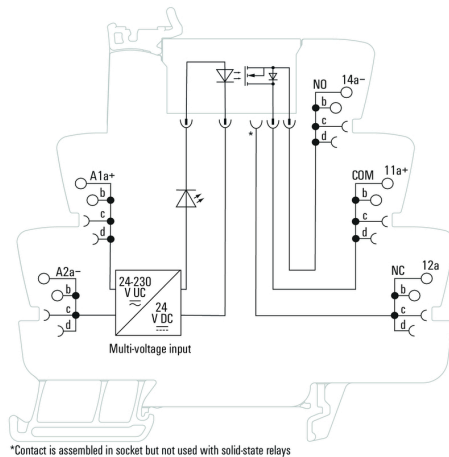 NO
14a−
b
c
d
*
A1a+
b
c
d
COM
11a+
b
c
d
A2a−
b
c
d
24-230
V UC
24
V DC
NC
12a
b
c
d
Multi-voltage input
*Contact is assembled in socket but not used with solid-state relays